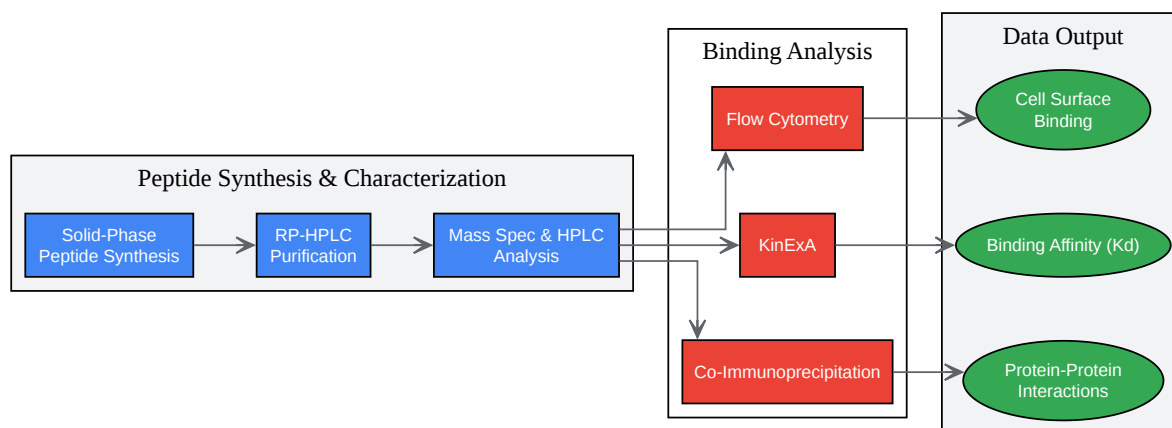 Peptide Synthesis & Characterization
Solid-Phase
Peptide Synthesis
RP-HPLC
Purification
Mass Spec & HPLC
Analysis
Binding Analysis
Flow Cytometry
KinExA
Co-Immunoprecipitation
Data Output
Cell Surface
Binding
Binding Affinity (Kd)
Protein-Protein
Interactions